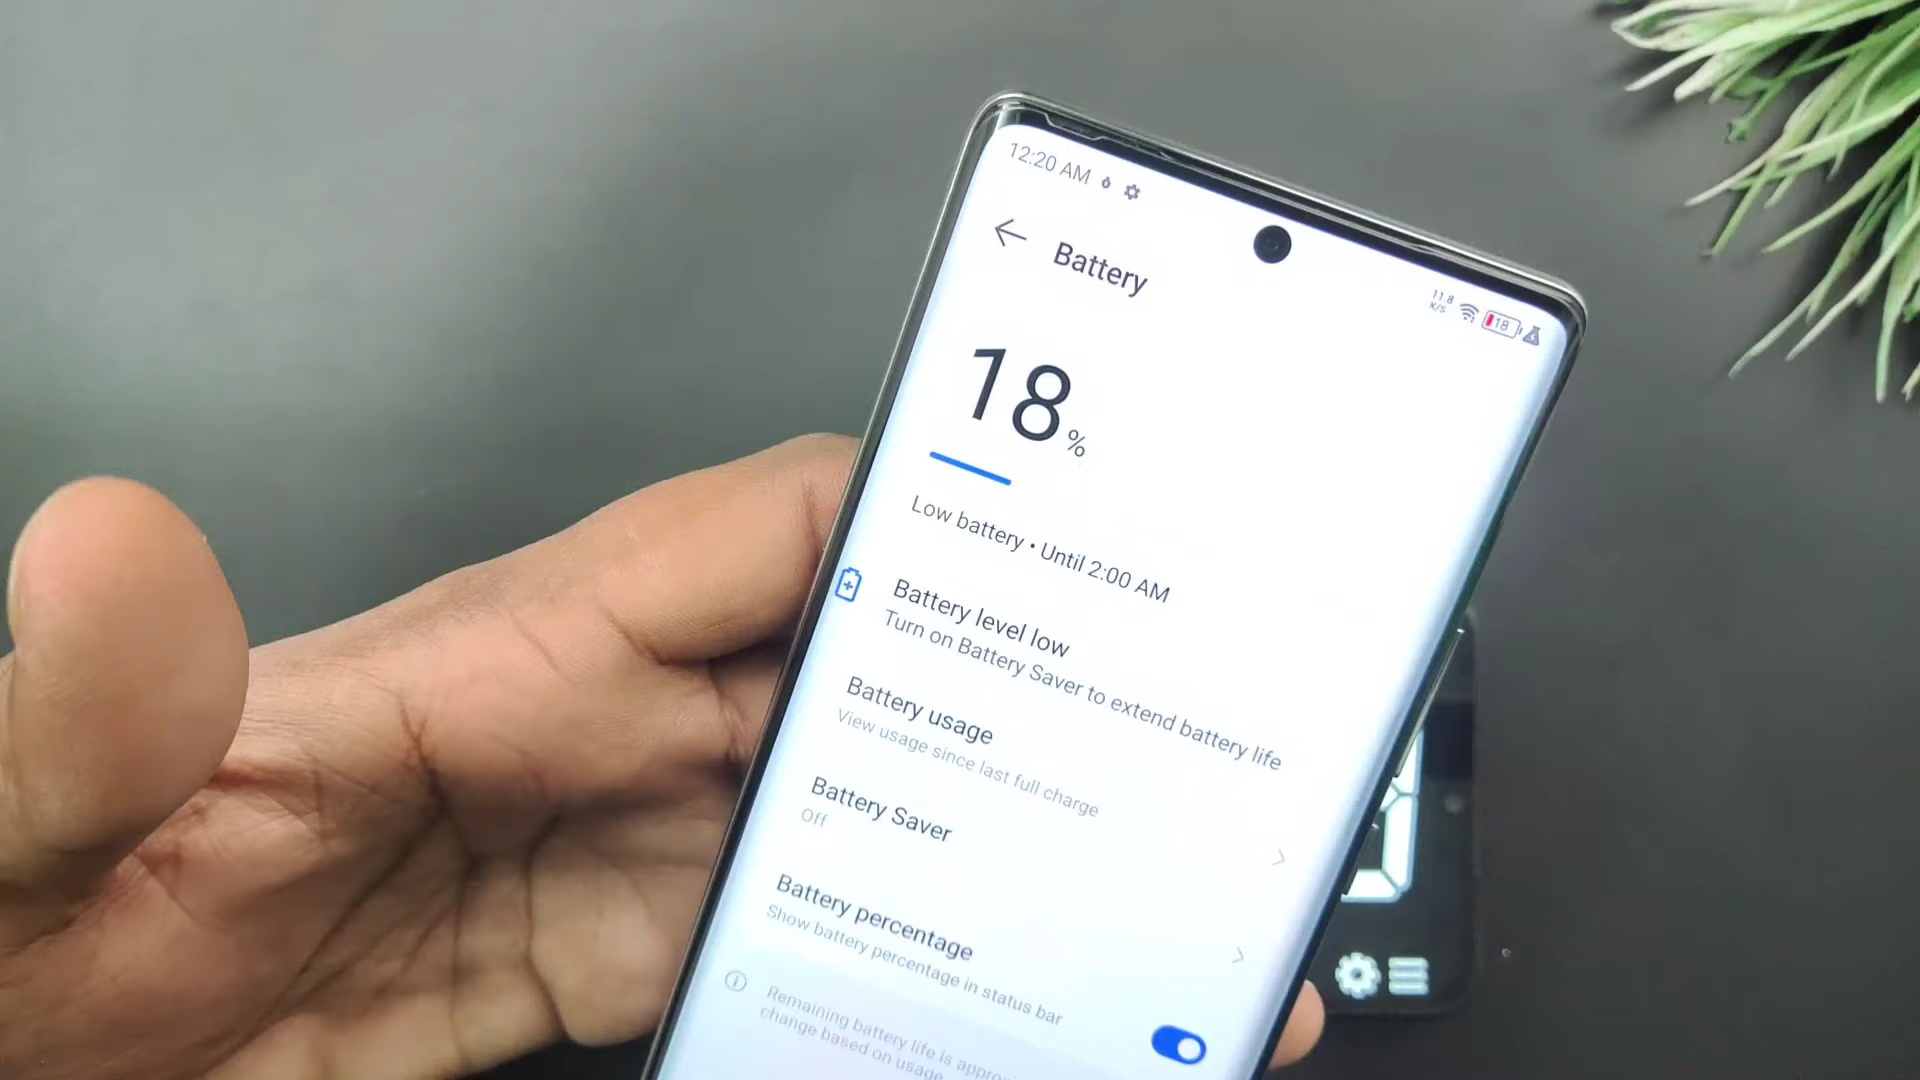 12:20 AM
11.8
K/S
18
Battery
18%
Low battery • Until 2:00 AM
Battery level low
Turn on Battery Saver to extend battery life
Battery usage
View usage since last full charge
Battery Saver
Off
Battery percentage
Show battery percentage in status bar
Remaining battery life is
change based on usage